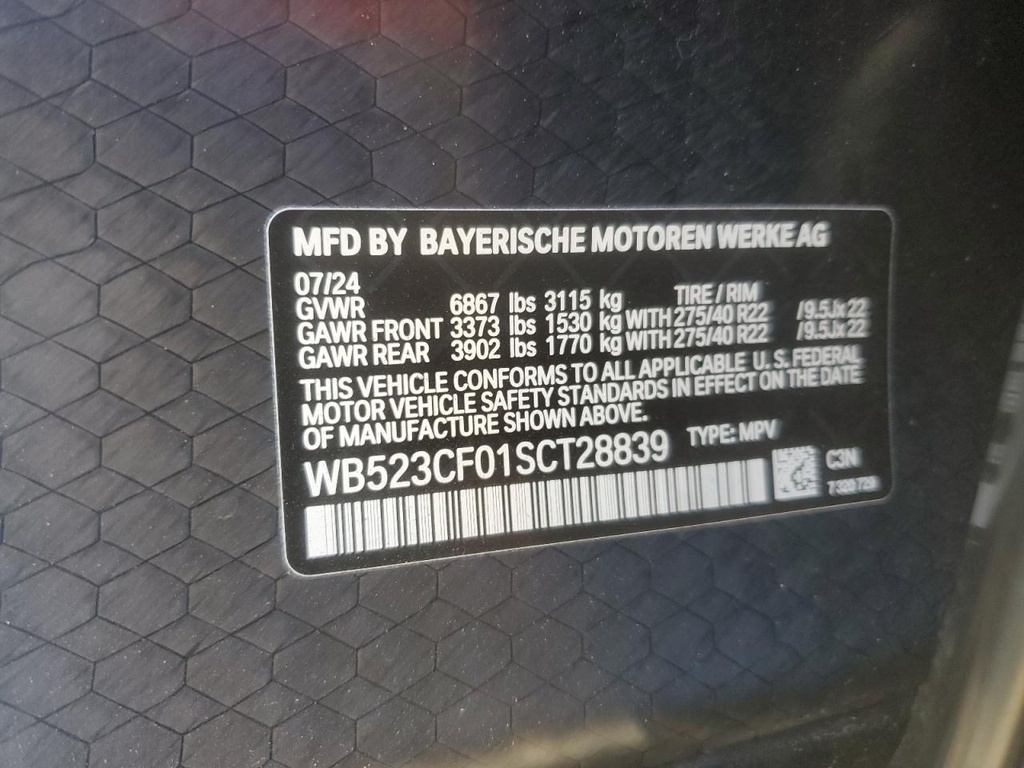 MFD BY BAYERISCHE MOTOREN WERKE AG
07/24 TIRE / RIM
GVWR 6867 lbs 3115 kg
GAWR FRONT 3373 lbs 1530 kg WITH 275/40 R22 /9.5Jx22
GAWR REAR 3902 lbs 1770 kg WITH 275/40 R22 /9.5Jx22
THIS VEHICLE CONFORMS TO ALL APPLICABLE U.S. FEDERAL
MOTOR VEHICLE SAFETY STANDARDS IN EFFECT ON THE DATE
OF MANUFACTURE SHOWN ABOVE.
WB523CF01SCT28839 TYPE: MPV
C3N